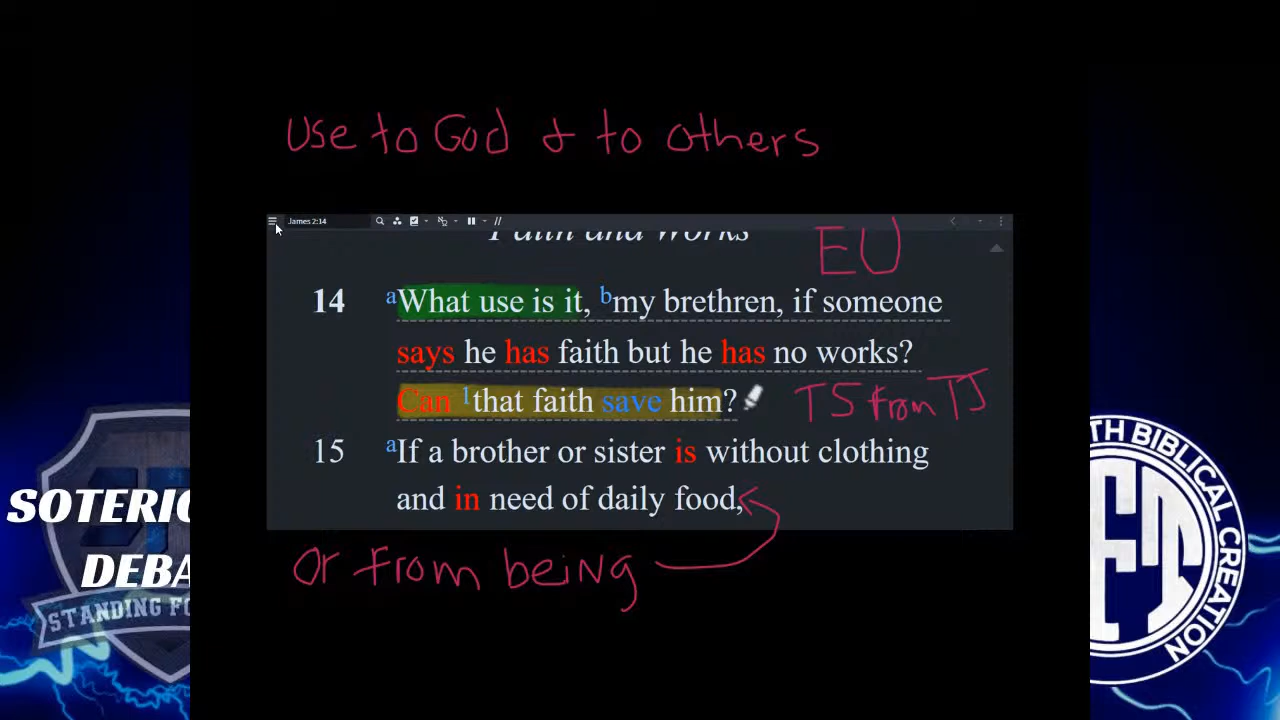 Use to God & to others
James 2:14
Faith and Works
EU
14 aWhat use is it, bmy brethren, if someone
says he has faith but he has no works?
Can 1that faith save him?
TS from TJ
15 aIf a brother or sister is without clothing
and in need of daily food,
Or from being
SOTERIO
DEBA
STANDING FO
TH BIBLICAL CREATION
FT